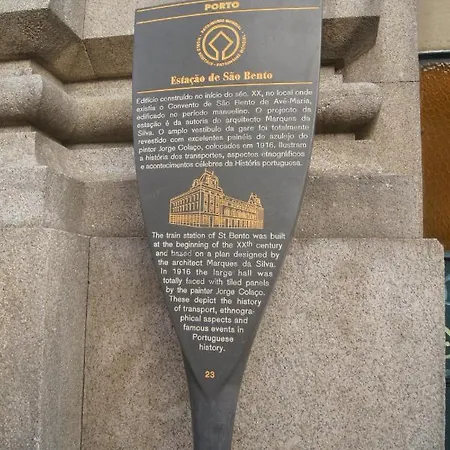 PORTO
Estação de São Bento
Edifício construído no início do séc. XX, no local onde
existia o Convento de São Bento de Avé-Maria,
edificado no período manuelino. O projecto da
estação é da autoria do arquitecto Marques da
Silva. O amplo vestíbulo da gare foi totalmente
revestido com excelentes painéis de azulejo do
pintor Jorge Colaço, colocados em 1916. Ilustram
a história dos transportes, aspectos etnográficos
e acontecimentos célebres da História portuguesa.
The train station of St Bento was built
at the beginning of the XXth century
and based on a plan designed by
the architect Marques da Silva.
In 1916 the large hall was
totally faced with tiled panels
by the painter Jorge Colaço.
These depict the history
of transport, ethnogra-
phical aspects and
famous events in
Portuguese
history.
23